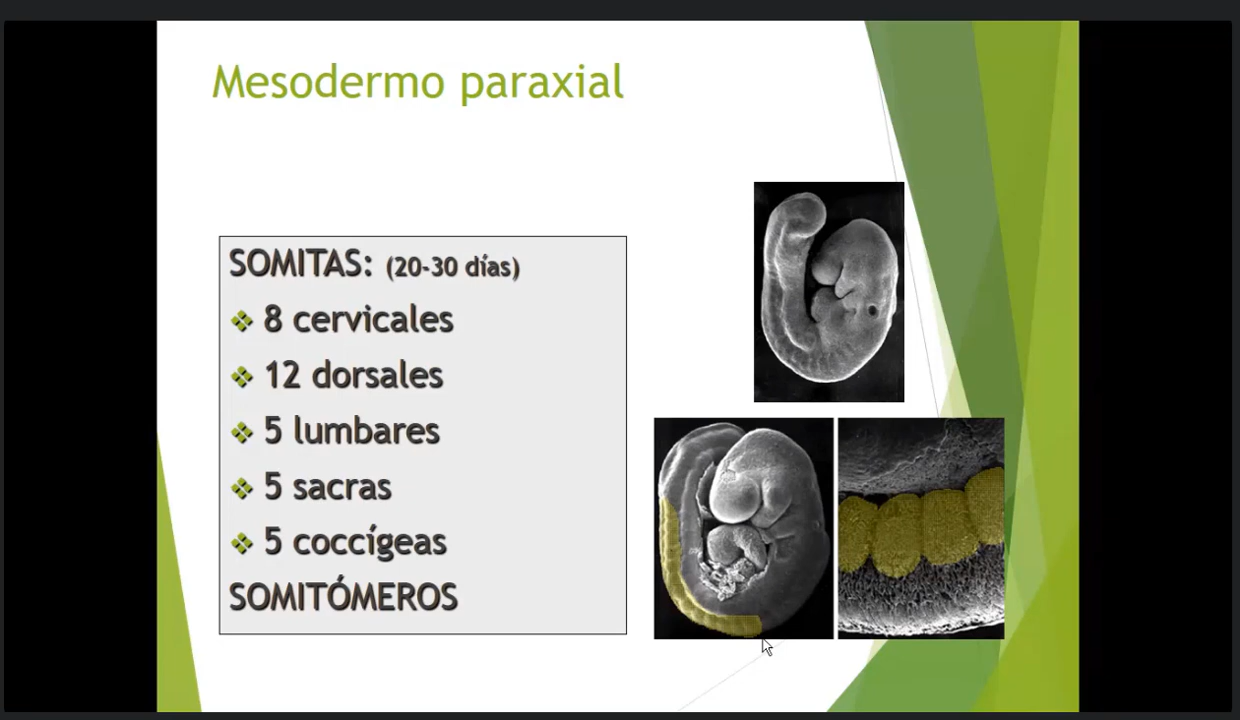 Mesodermo paraxial
SOMITAS: (20-30 días)
8 cervicales
12 dorsales
5 lumbares
5 sacras
5 coccígeas
SOMITÓMEROS